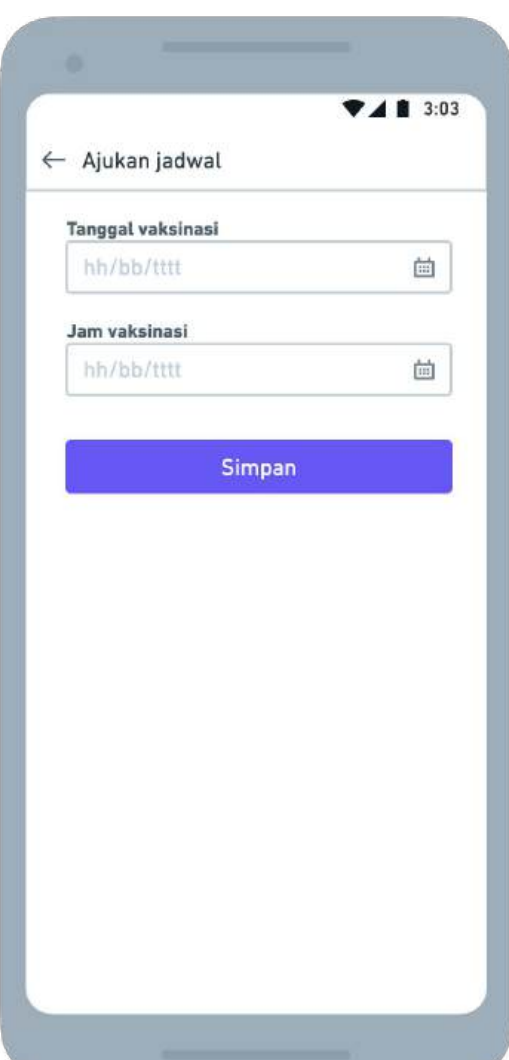 3:03
Ajukan jadwal
Tanggal vaksinasi
hh/bb/tttt
Jam vaksinasi
hh/bb/tttt
Simpan